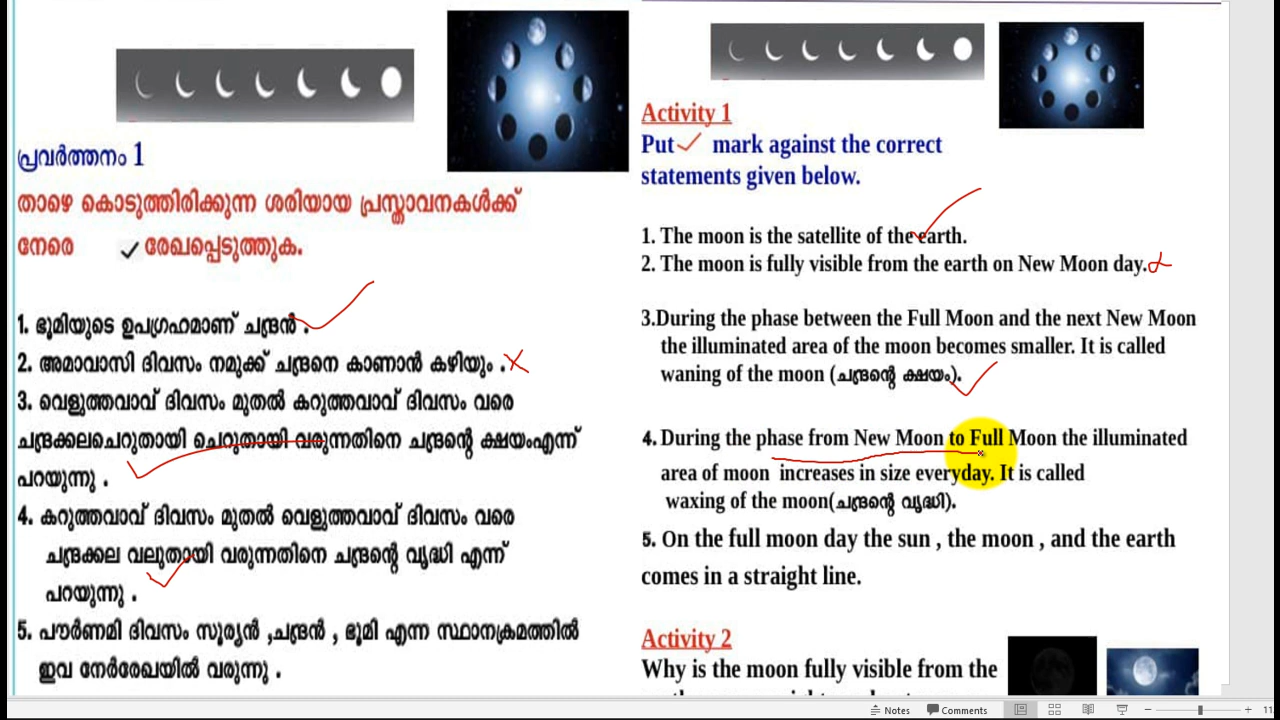 പ്രവർത്തനം 1
താഴെ കൊടുത്തിരിക്കുന്ന ശരിയായ പ്രസ്താവനകൾക്ക്
നേരെ ✓ രേഖപ്പെടുത്തുക.
1. ഭൂമിയുടെ ഉപഗ്രഹമാണ് ചന്ദ്രൻ .
2. അമാവാസി ദിവസം നമുക്ക് ചന്ദ്രനെ കാണാൻ കഴിയും .
3. വെളുത്തവാവ് ദിവസം മുതൽ കറുത്തവാവ് ദിവസം വരെ
ചന്ദ്രക്കലചെറുതായി ചെറുതായി വരുന്നതിനെ ചന്ദ്രന്റെ ക്ഷയംഎന്ന്
പറയുന്നു .
4. കറുത്തവാവ് ദിവസം മുതൽ വെളുത്തവാവ് ദിവസം വരെ
ചന്ദ്രക്കല വലുതായി വരുന്നതിനെ ചന്ദ്രന്റെ വൃദ്ധി എന്ന്
പറയുന്നു .
5. പൗർണമി ദിവസം സൂര്യൻ ,ചന്ദ്രൻ , ഭൂമി എന്ന സ്ഥാനക്രമത്തിൽ
ഇവ നേർരേഖയിൽ വരുന്നു .
Activity 1
Put ✓ mark against the correct
statements given below.
1. The moon is the satellite of the earth.
2. The moon is fully visible from the earth on New Moon day.
3.During the phase between the Full Moon and the next New Moon
the illuminated area of the moon becomes smaller. It is called
waning of the moon (ചന്ദ്രന്റെ ക്ഷയം).
4. During the phase from New Moon to Full Moon the illuminated
area of moon increases in size everyday. It is called
waxing of the moon(ചന്ദ്രന്റെ വൃദ്ധി).
5. On the full moon day the sun , the moon , and the earth
comes in a straight line.
Activity 2
Why is the moon fully visible from the
Notes Comments 11